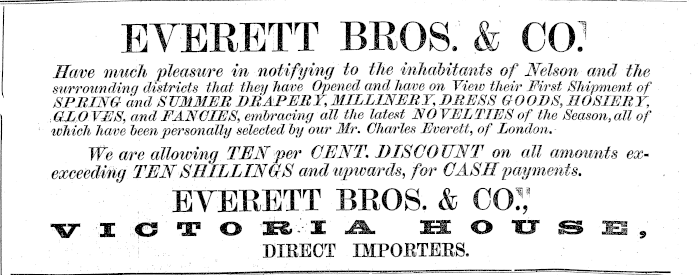 EVERETT BROS. & CO.
Have much pleasure in notifying to the inhabitants of Nelson and the
surrounding districts that they have Opened and have on View their First Shipment of
SPRING and SUMMER DRAPERY, MILLINERY, DRESS GOODS, HOSIERY,
GLOVES, and FANCIES, embracing all the latest NOVELTIES of the Season, all of
which have been personally selected by our Mr. Charles Everett, of London.
We are allowing TEN per CENT. DISCOUNT on all amounts ex-
exceeding TEN SHILLINGS and upwards, for CASH payments.
EVERETT BROS. & CO.,
VICTORIA HOUSE,
DIRECT IMPORTERS.